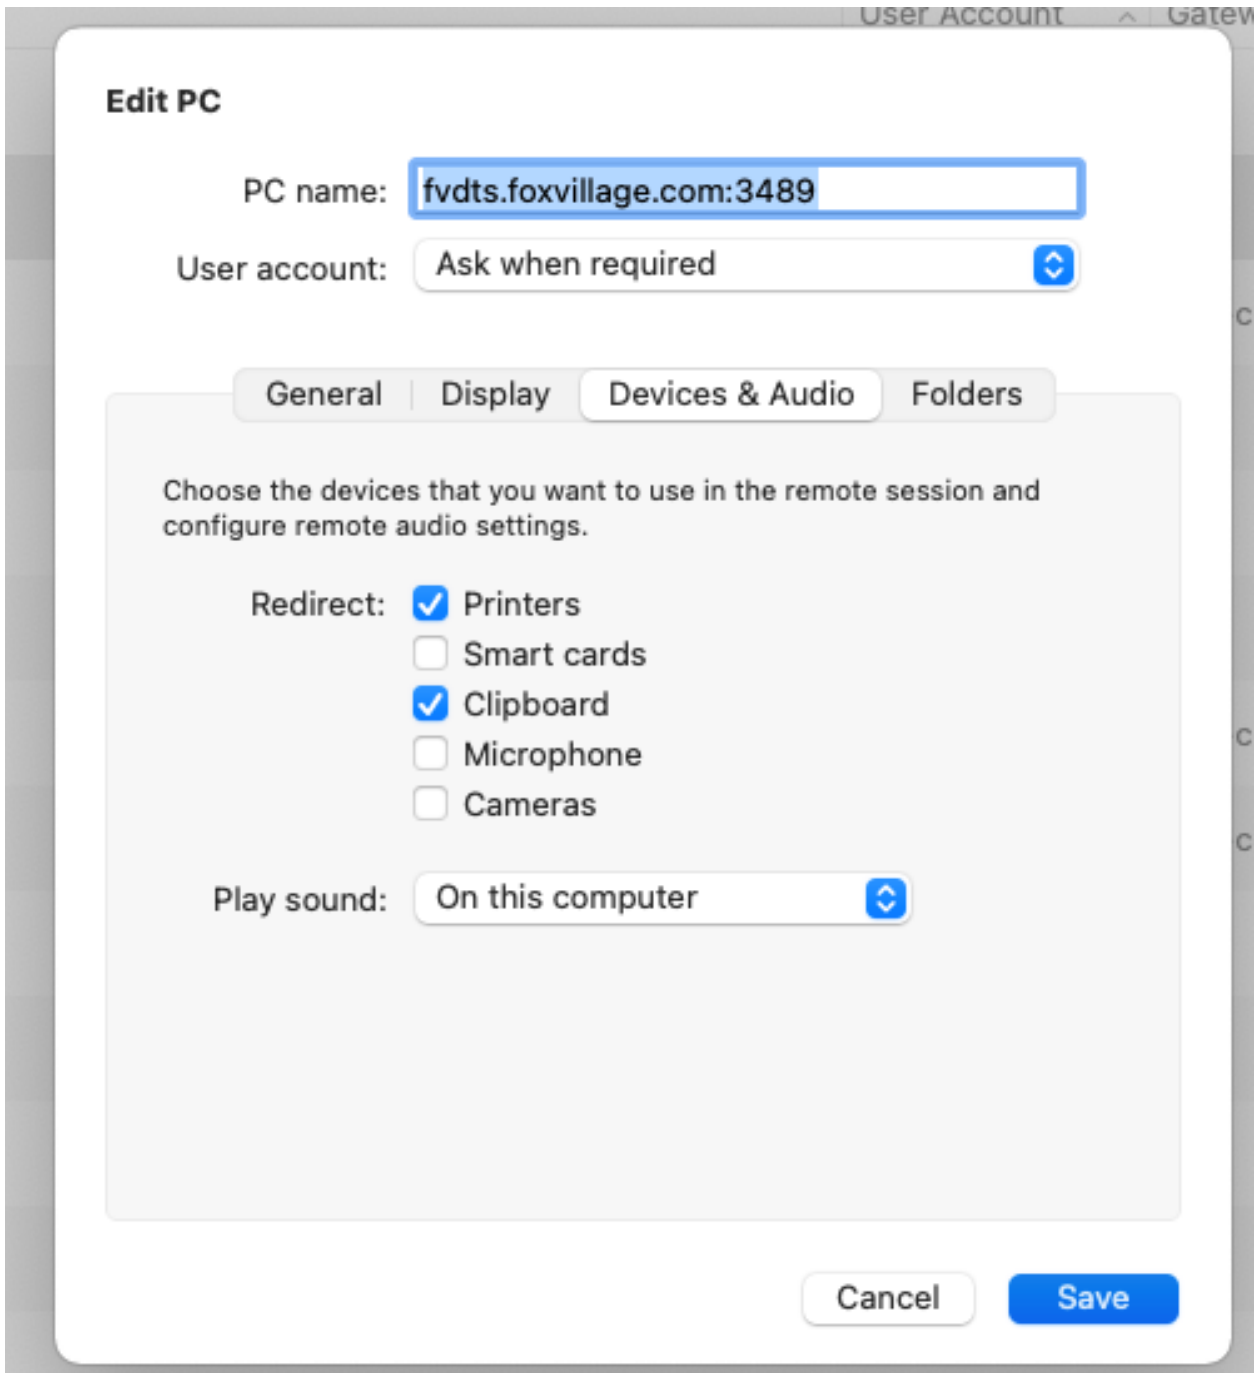 User Account Gatew
Edit PC
PC name: fvdts.foxvillage.com:3489
User account: Ask when required
General Display Devices & Audio Folders
Choose the devices that you want to use in the remote session and
configure remote audio settings.
Redirect: Printers
Smart cards
Clipboard
Microphone
Cameras
Play sound: On this computer
Cancel Save